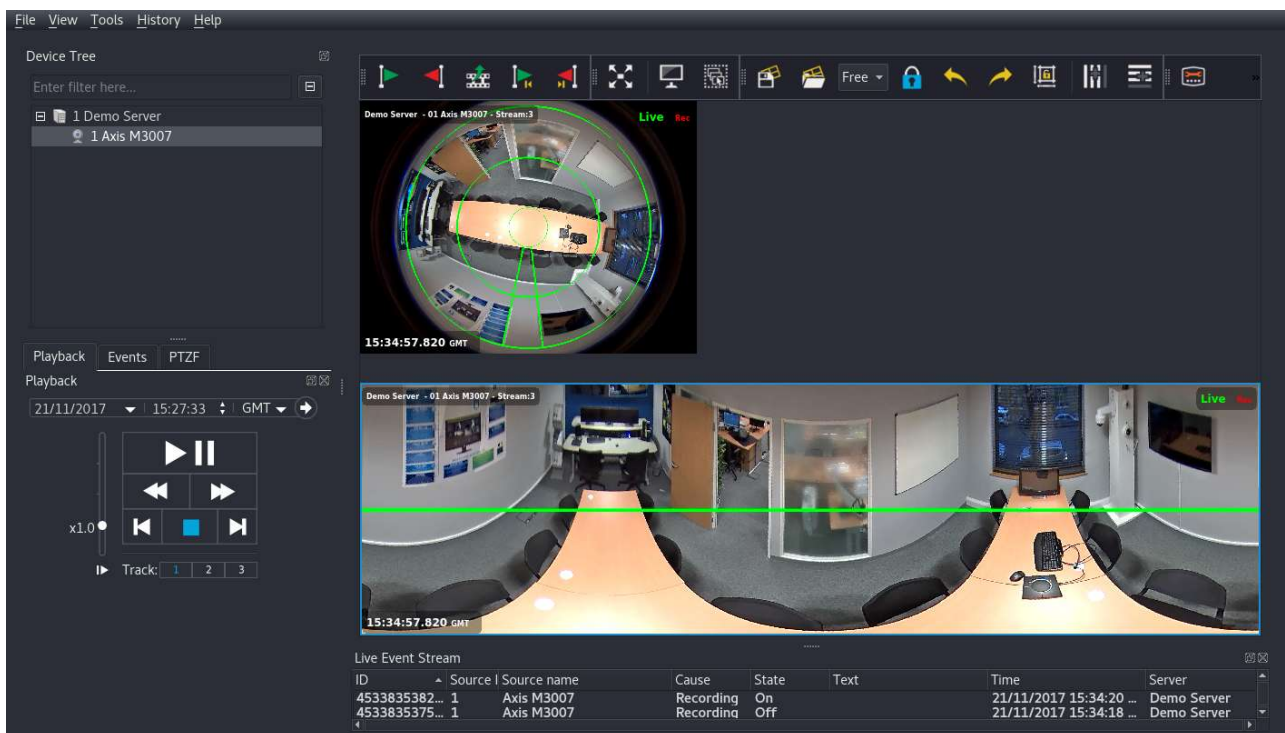 File View Tools History Help
Device Tree
Enter filter here...
1 Demo Server
1 Axis M3007
Free
Demo Server - 01 Axis M3007 - Stream:3
Live Rec
15:34:57.820 GMT
Playback Events PTZF
Playback
21/11/2017 15:27:33 GMT
x1.0
Track: 1 2 3
Demo Server - 01 Axis M3007 - Stream:3
Live Rec
15:34:57.820 GMT
Live Event Stream
ID Source I Source name Cause State Text Time Server
4533835382... 1 Axis M3007 Recording On 21/11/2017 15:34:20 ... Demo Server
4533835375... 1 Axis M3007 Recording Off 21/11/2017 15:34:18 ... Demo Server